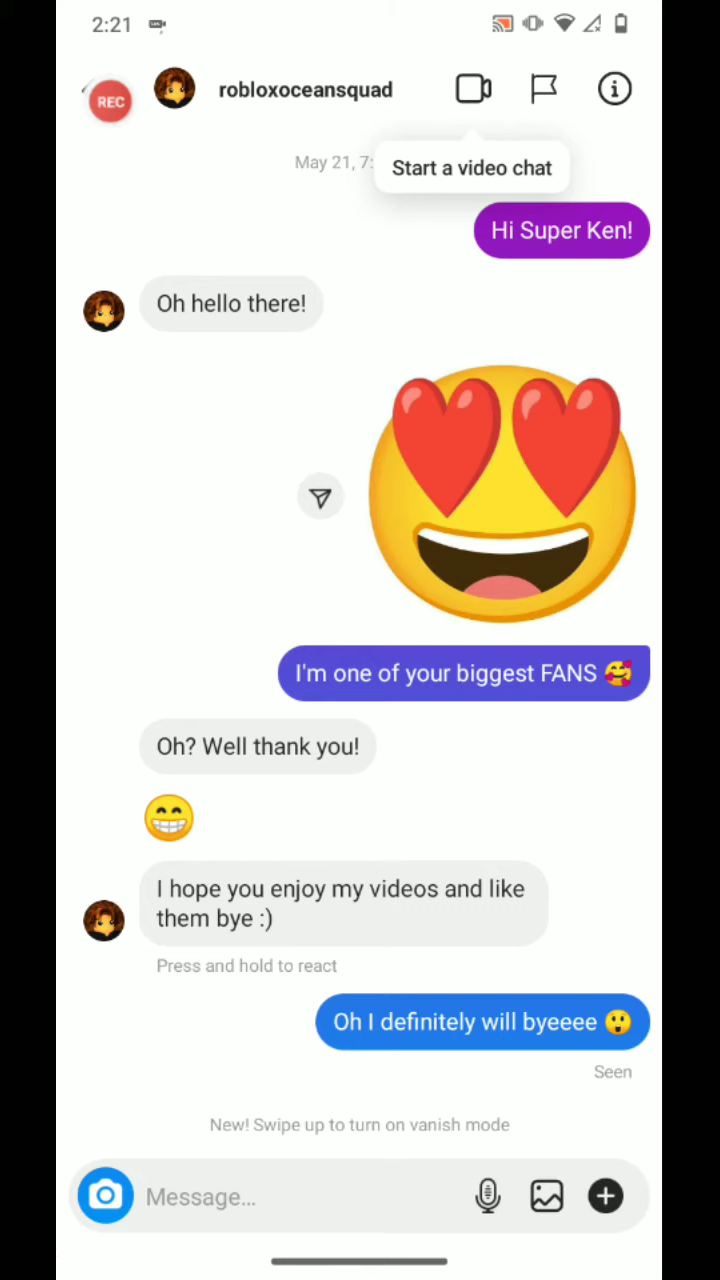 2:21
REC
robloxoceansquad
May 21, 7:
Start a video chat
Hi Super Ken!
Oh hello there!
I'm one of your biggest FANS 🥰
Oh? Well thank you!
😁
I hope you enjoy my videos and like
them bye :)
Press and hold to react
Oh I definitely will byeeee 😲
Seen
New! Swipe up to turn on vanish mode
Message...